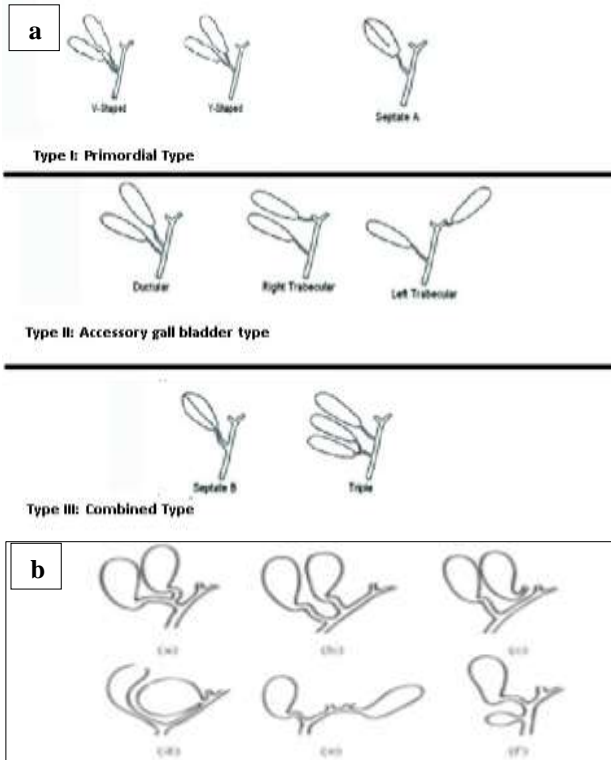 a
V-Shaped Y-Shaped Septate A
Type I: Primordial Type
Ductular Right Trabecular Left Trabecular
Type II: Accessory gall bladder type
Septate B Triple
Type III: Combined Type
b
(a) (b) (c)
(d) (e) (f)